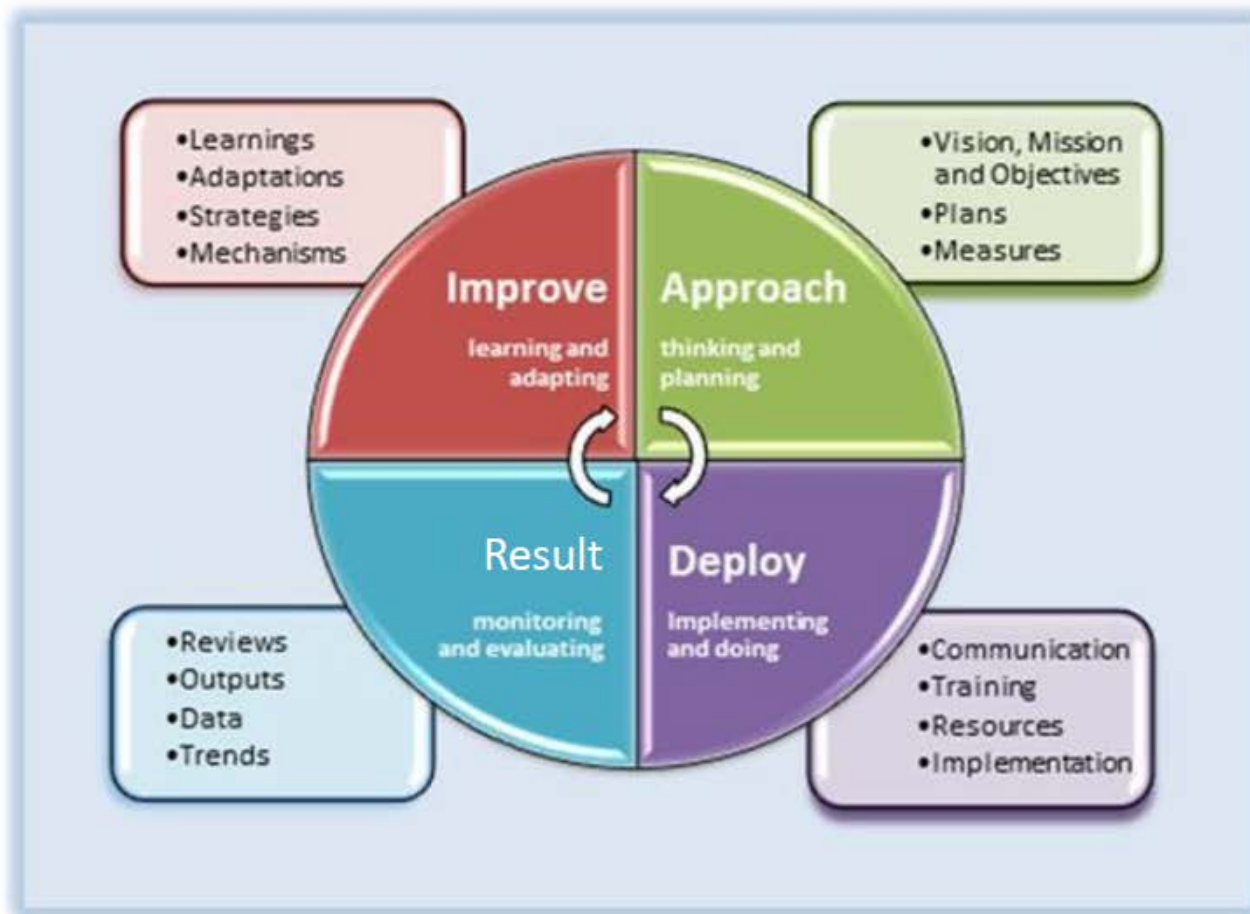 •Learnings
•Adaptations
•Strategies
•Mechanisms
•Vision, Mission
and Objectives
•Plans
•Measures
Improve
learning and
adapting
Approach
thinking and
planning
Result
monitoring
and evaluating
Deploy
Implementing
and doing
•Reviews
•Outputs
•Data
•Trends
•Communication
•Training
•Resources
•Implementation